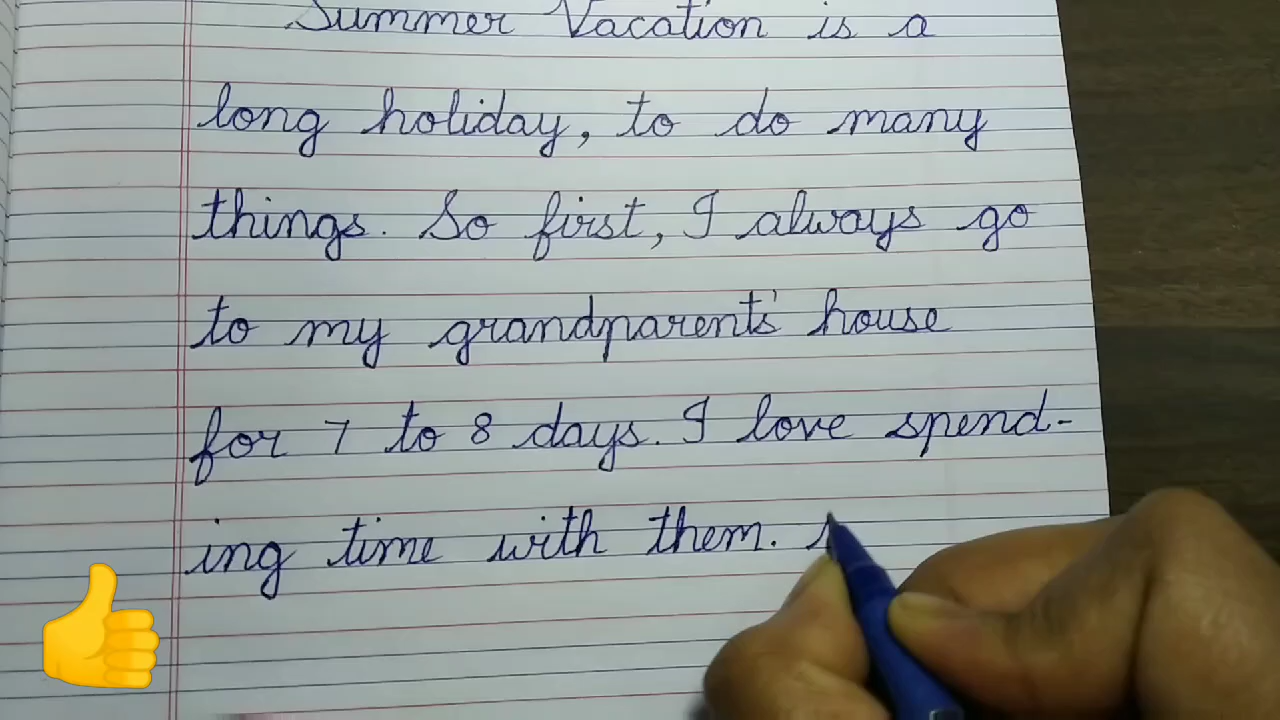 Summer Vacation is a
long holiday, to do many
things. So first, I always go
to my grandparents' house
for 7 to 8 days. I love spend-
ing time with them.